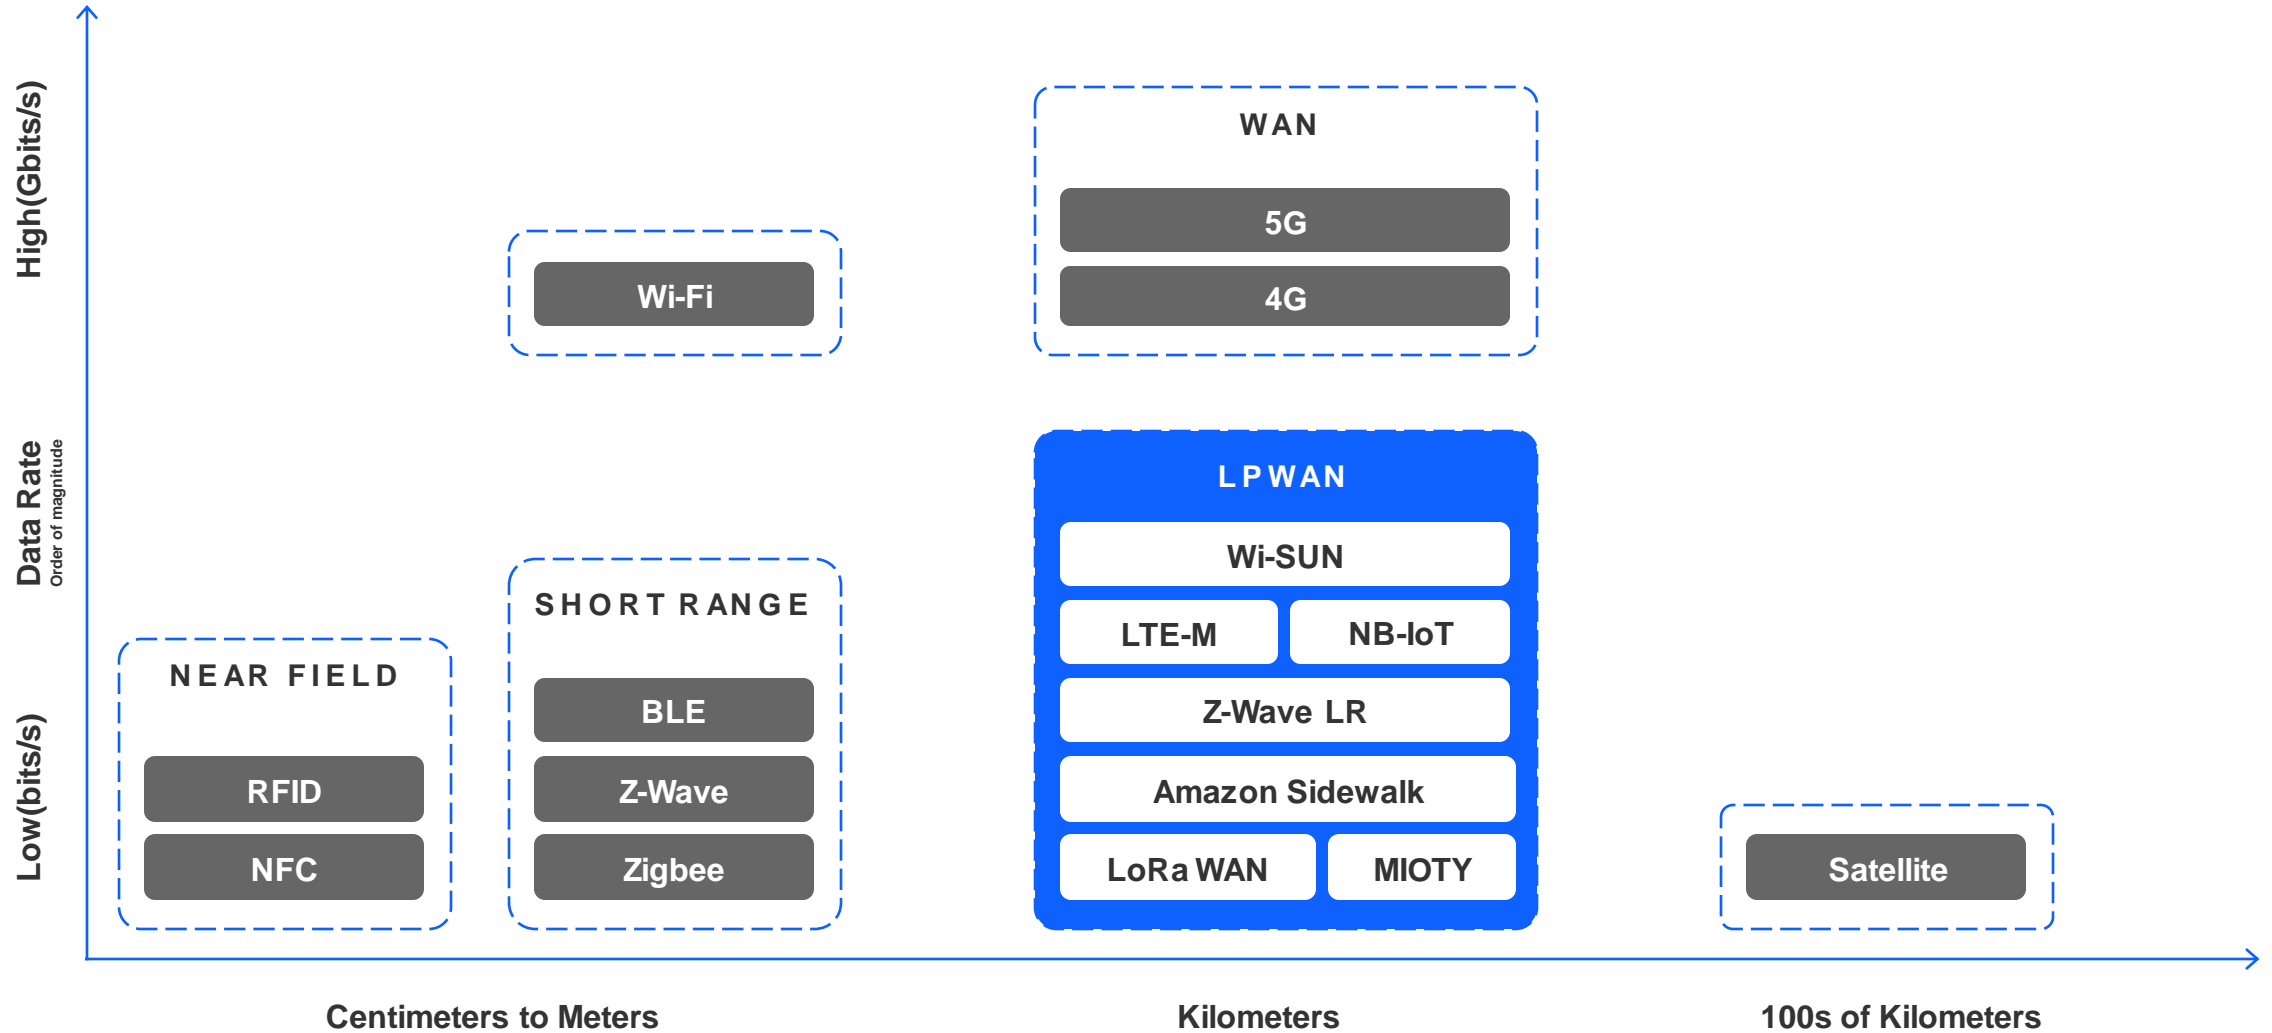 High(Gbits/s)
Data Rate
Order of magnitude
Low(bits/s)
WAN
5G
4G
Wi-Fi
LPWAN
Wi-SUN
LTE-M
NB-IoT
Z-Wave LR
Amazon Sidewalk
LoRa WAN
MIOTY
SHORT RANGE
BLE
Z-Wave
Zigbee
NEAR FIELD
RFID
NFC
Satellite
Centimeters to Meters
Kilometers
100s of Kilometers